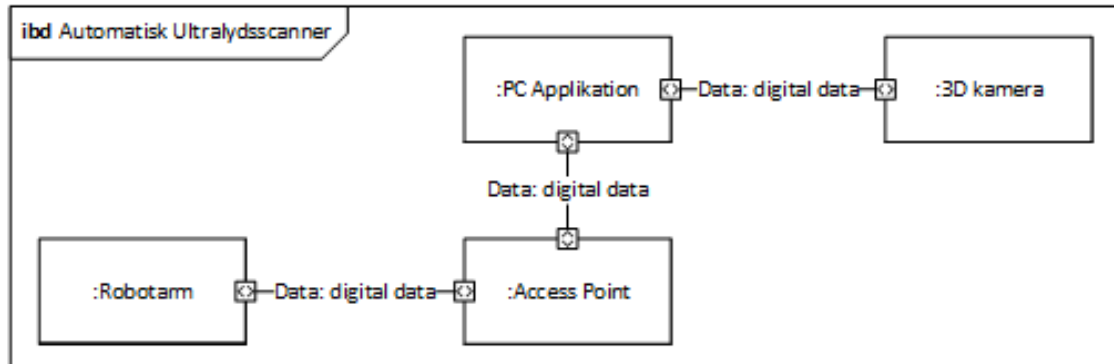 ibd Automatisk Ultralydsscanner
:PC Applikation
Data: digital data
:3D kamera
Data: digital data
:Robotarm
Data: digital data
:Access Point